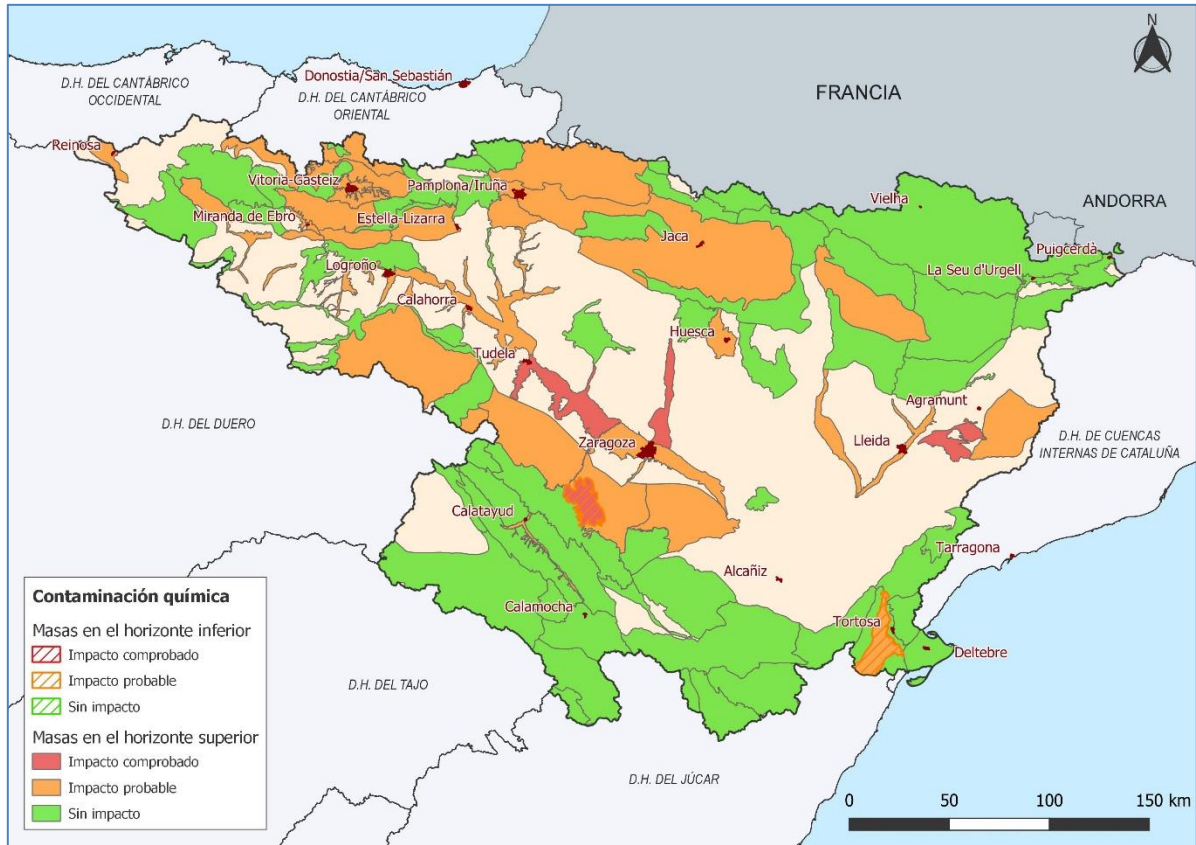 N
Donostia/San Sebastián
D.H. DEL CANTÁBRICO
OCCIDENTAL
D.H. DEL CANTÁBRICO
ORIENTAL
FRANCIA
Reinosa
Vitoria-Gasteiz
Pamplona/Iruña
Vielha
ANDORRA
Miranda de Ebro
Estella-Lizarra
Jaca
Puigcerdà
La Seu d'Urgell
Logroño
Calahorra
Huesca
Tudela
Agramunt
D.H. DEL DUERO
Zaragoza
Lleida
D.H. DE CUENCAS
INTERNAS DE CATALUÑA
Calatayud
Tarragona
Alcañiz
Calamocha
Tortosa
Deltebre
D.H. DEL TAJO
D.H. DEL JÚCAR
Contaminación química
Masas en el horizonte inferior
Impacto comprobado
Impacto probable
Sin impacto
Masas en el horizonte superior
Impacto comprobado
Impacto probable
Sin impacto
0 50 100 150 km